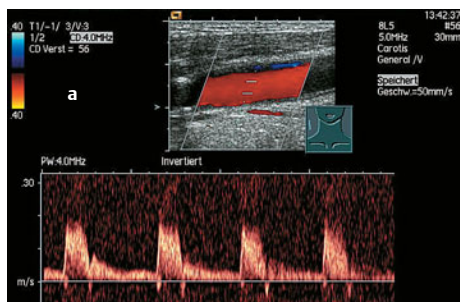 13:42:37
.40 T1/-1/ 3/V:3
1/2 CD:4.0MHz
CD Verst = 56
8L5 #56
5.0MHz 30mm
Carotis
General /V
Speichert
Geschw.=50mm/s
a
.40
PW:4.0MHz Invertiert
.30
m/s